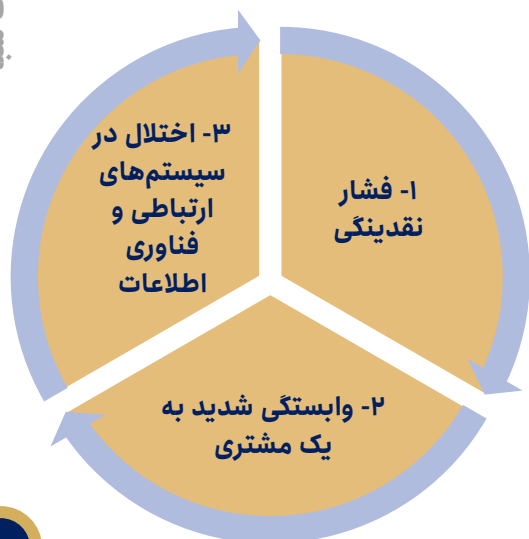 ۱- فشار
نقدینگی
۲- وابستگی شدید به
یک مشتری
۳- اختلال در
سیستم‌های
ارتباطی و
فناوری
اطلاعات